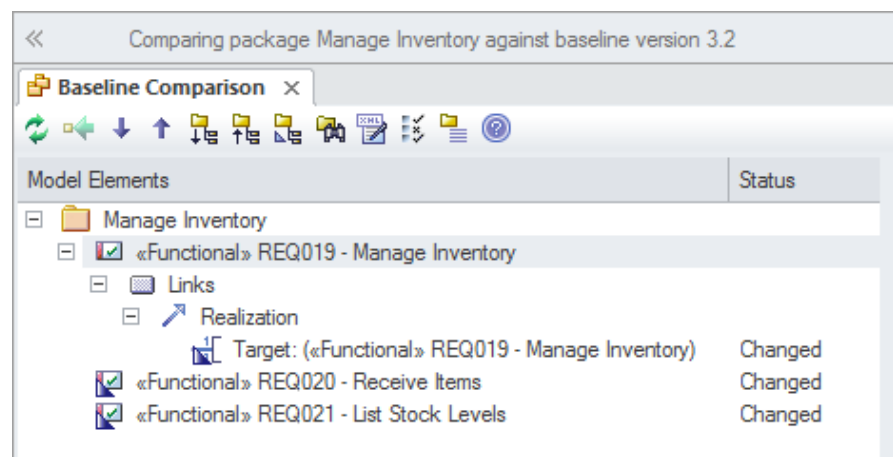 Comparing package Manage Inventory against baseline version 3.2
Baseline Comparison
Model Elements Status
Manage Inventory
«Functional» REQ019 - Manage Inventory
Links
Realization
Target: («Functional» REQ019 - Manage Inventory) Changed
«Functional» REQ020 - Receive Items Changed
«Functional» REQ021 - List Stock Levels Changed